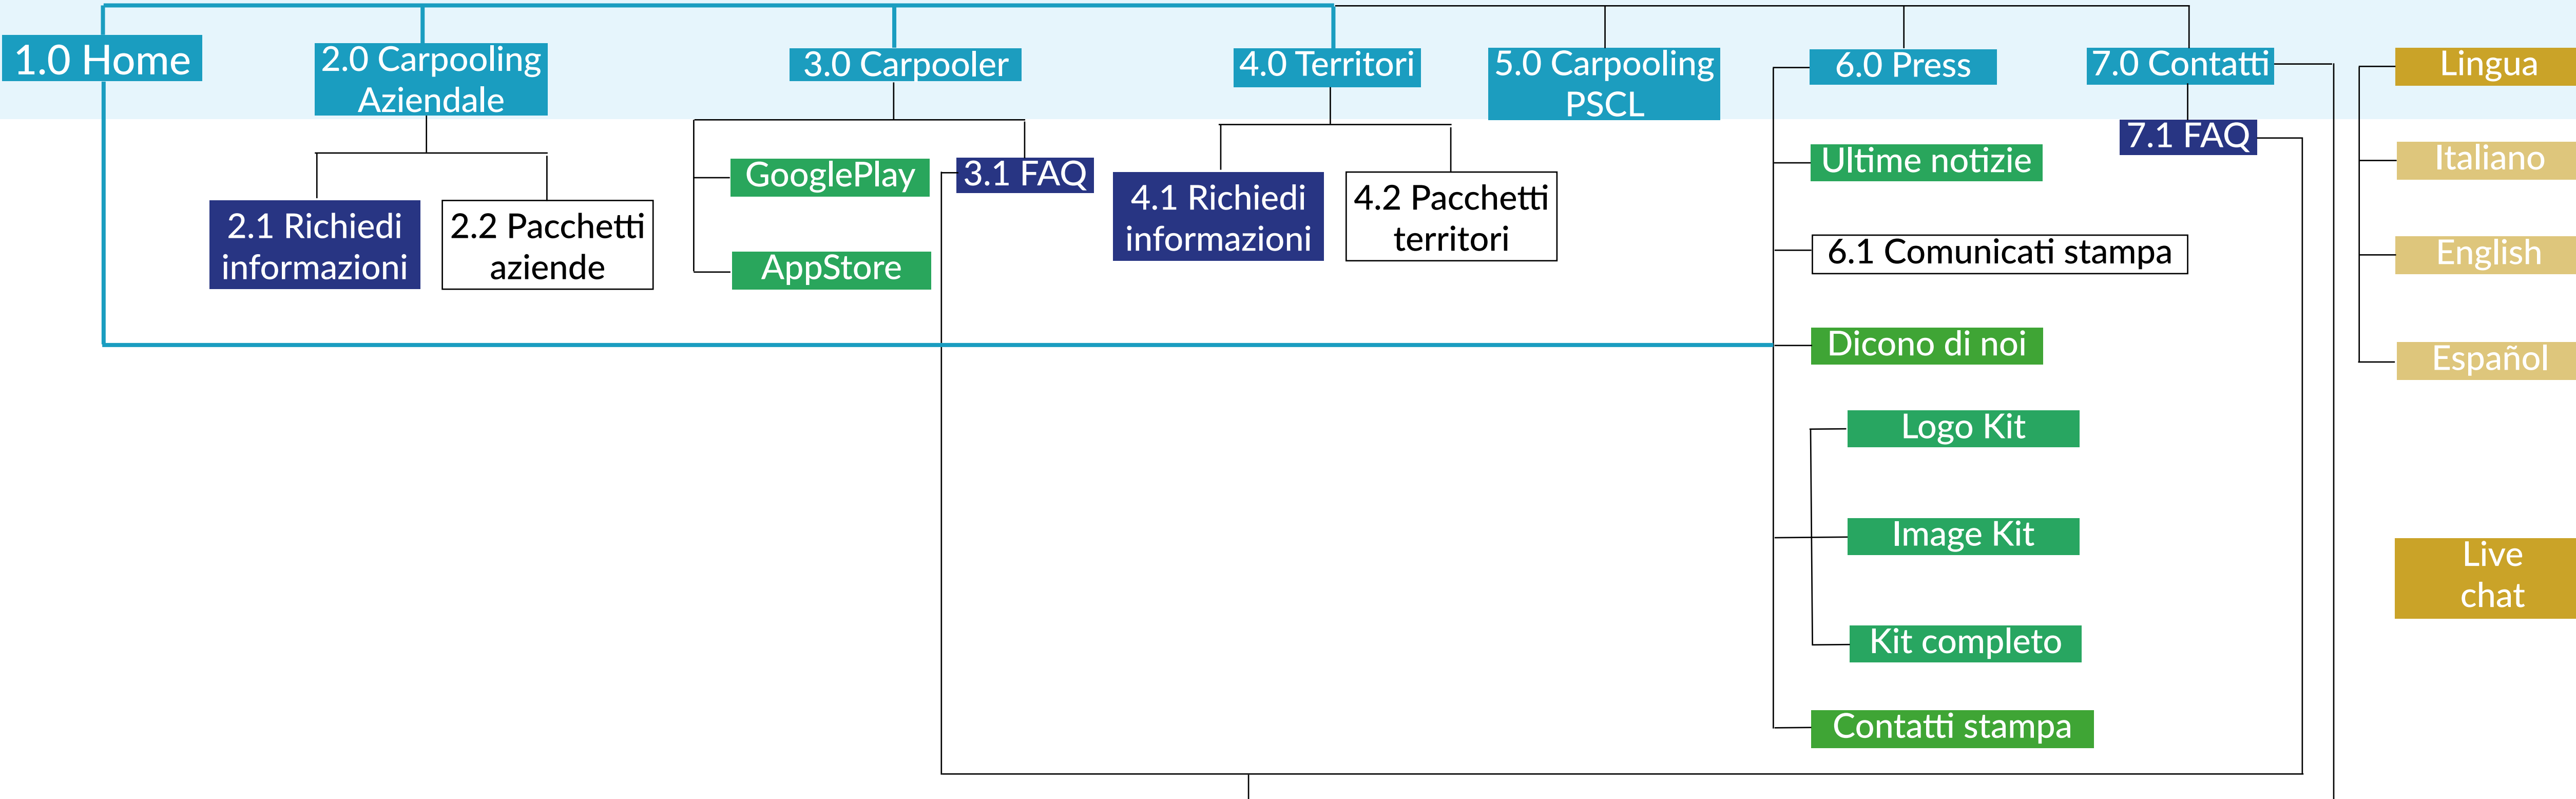 1.0 Home
2.0 Carpooling
Aziendale
3.0 Carpooler
4.0 Territori
5.0 Carpooling
PSCL
6.0 Press
7.0 Contatti
Lingua
2.1 Richiedi
informazioni
2.2 Pacchetti
aziende
GooglePlay
AppStore
3.1 FAQ
4.1 Richiedi
informazioni
4.2 Pacchetti
territori
Ultime notizie
6.1 Comunicati stampa
Dicono di noi
Logo Kit
Image Kit
Kit completo
Contatti stampa
7.1 FAQ
Italiano
English
Español
Live
chat